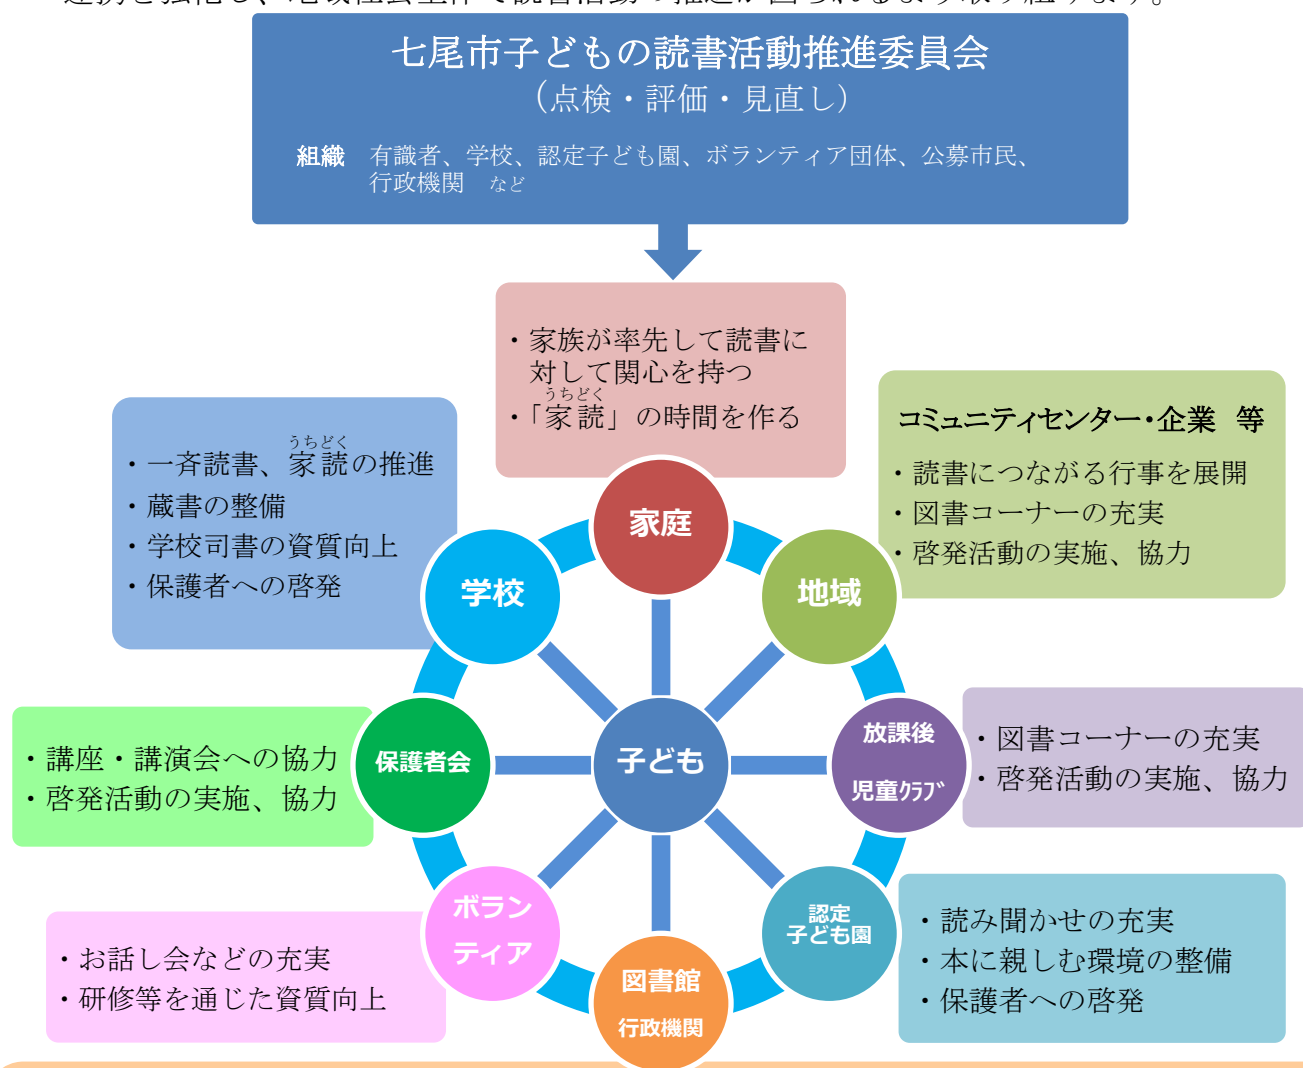 七尾市子どもの読書活動推進委員会
（点検・評価・見直し）
組織　有識者、学校、認定子ども園、ボランティア団体、公募市民、
行政機関　など
・家族が率先して読書に
対して関心を持つ
うちどく
・「家読」の時間を作る
コミュニティセンター・企業　等
・読書につながる行事を展開
・図書コーナーの充実
・啓発活動の実施、協力
うちどく
・一斉読書、家読の推進
・蔵書の整備
・学校司書の資質向上
・保護者への啓発
家庭
学校
地域
・講座・講演会への協力
・啓発活動の実施、協力
保護者会
子ども
放課後
児童ｸﾗﾌﾞ
・図書コーナーの充実
・啓発活動の実施、協力
・お話し会などの充実
・研修等を通じた資質向上
ボラン
ティア
図書館
行政機関
認定
子ども園
・読み聞かせの充実
・本に親しむ環境の整備
・保護者への啓発